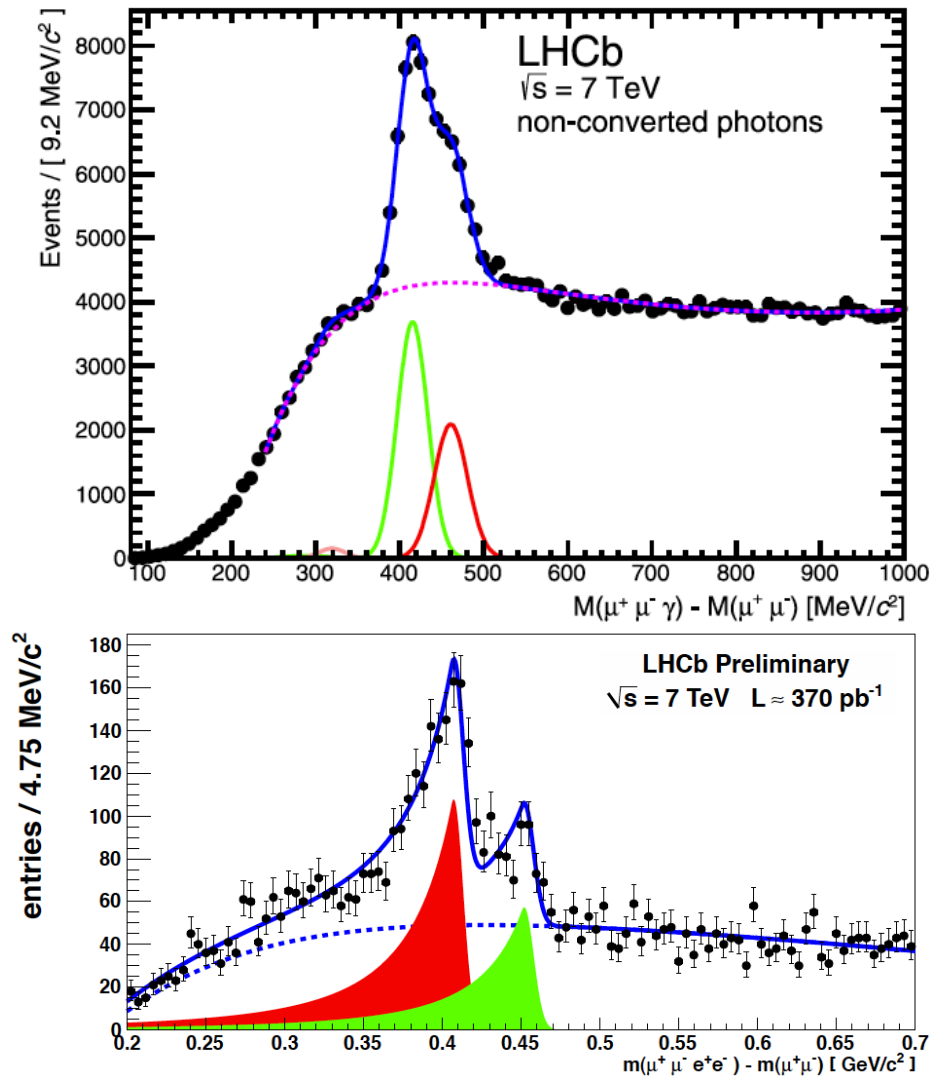 LHCb
√s = 7 TeV
non-converted photons
Events / [ 9.2 MeV/c² ]
8000
7000
6000
5000
4000
3000
2000
1000
0
100 200 300 400 500 600 700 800 900 1000
M(μ⁺ μ⁻ γ) - M(μ⁺ μ⁻) [MeV/c²]
LHCb Preliminary
√s = 7 TeV L ≈ 370 pb⁻¹
entries / 4.75 MeV/c²
180
160
140
120
100
80
60
40
20
0
0.2 0.25 0.3 0.35 0.4 0.45 0.5 0.55 0.6 0.65 0.7
m(μ⁺ μ⁻ e⁺e⁻) - m(μ⁺μ⁻) [ GeV/c² ]